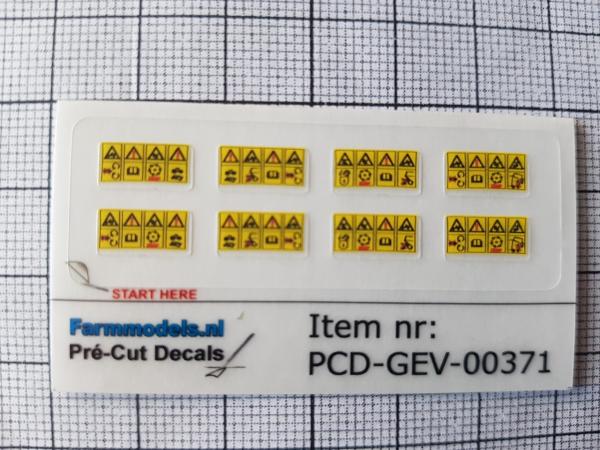 START HERE
Farmmodels.nl
Pré-Cut Decals
Item nr:
PCD-GEV-00371